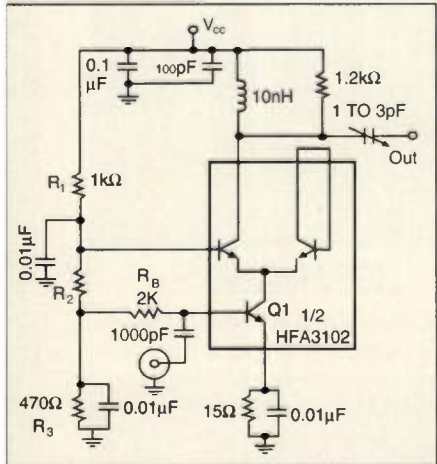 Vcc
0.1
µF
100pF
10nH
1.2kΩ
1 TO 3pF
Out
R1
1kΩ
0.01µF
R2
RB
2K
1000pF
Q1
1/2
HFA3102
470Ω
R3
0.01µF
15Ω
0.01µF